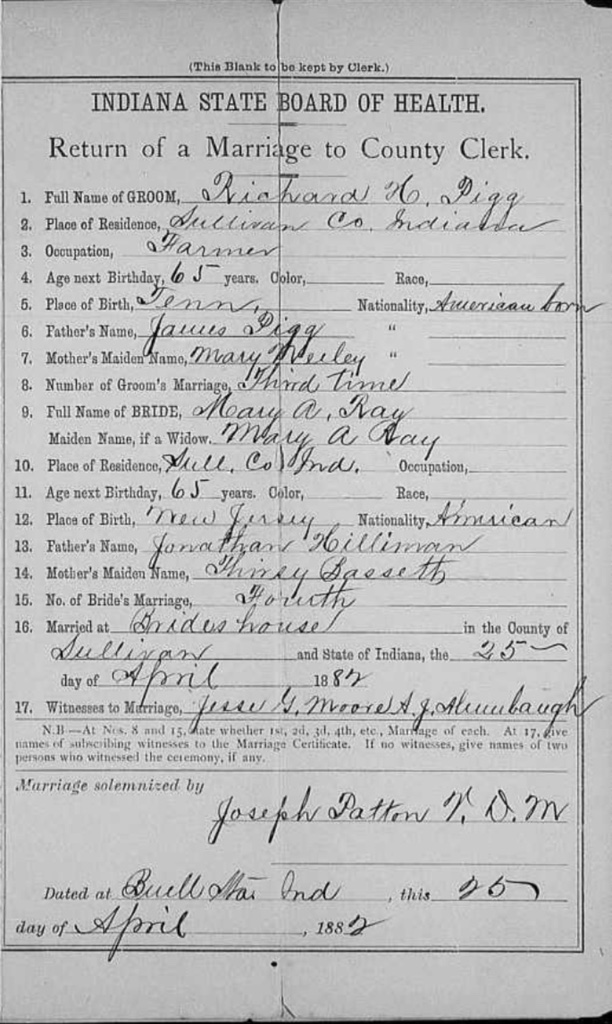 (This Blank to be kept by Clerk.)
INDIANA STATE BOARD OF HEALTH.
Return of a Marriage to County Clerk.
1. Full Name of GROOM, Richard H. Pigg
2. Place of Residence, Sullivan Co. Indiana
3. Occupation, Farmer
4. Age next Birthday, 65 years. Color, Race,
5. Place of Birth, Tenn. Nationality, American born
6. Father's Name, James Pigg "
7. Mother's Maiden Name, Mary "
8. Number of Groom's Marriage, Third time
9. Full Name of BRIDE, Mary A. Ray
Maiden Name, if a Widow. Mary A Ray
10. Place of Residence, Sull. Co Ind. Occupation,
11. Age next Birthday, 65 years. Color, Race,
12. Place of Birth, New Jersey Nationality, American
13. Father's Name, Jonathan Hilliman
14. Mother's Maiden Name, Bassett
15. No. of Bride's Marriage, Fourth
16. Married at Brides house in the County of
Sullivan and State of Indiana, the 25
day of April 1882
17. Witnesses to Marriage, Jesse G. Moore A. J.
N.B.—At Nos. 8 and 15, state whether 1st, 2d, 3d, 4th, etc., Marriage of each. At 17, give
names of subscribing witnesses to the Marriage Certificate. If no witnesses, give names of two
persons who witnessed the ceremony, if any.
Marriage solemnized by
Joseph Patton V. D. M
Dated at Buell Ind, this 25
day of April, 1882